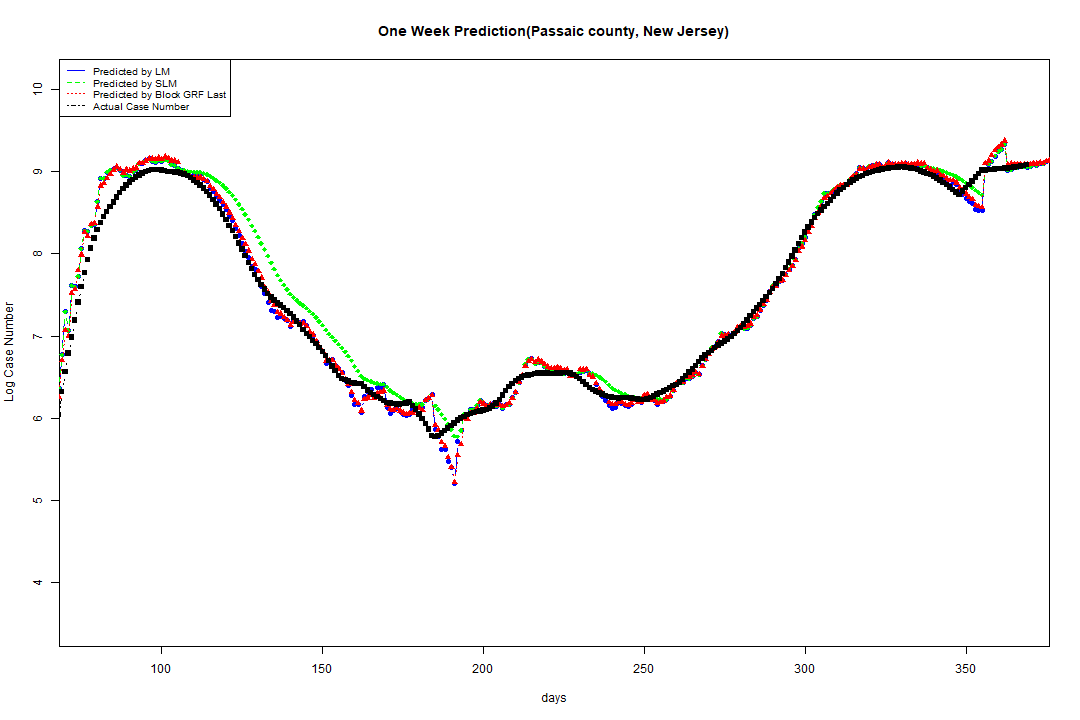 One Week Prediction(Passaic county, New Jersey)
Predicted by LM
Predicted by SLM
Predicted by Block GRF Last
Actual Case Number
10
9
8
7
6
5
4
Log Case Number
100
150
200
250
300
350
days